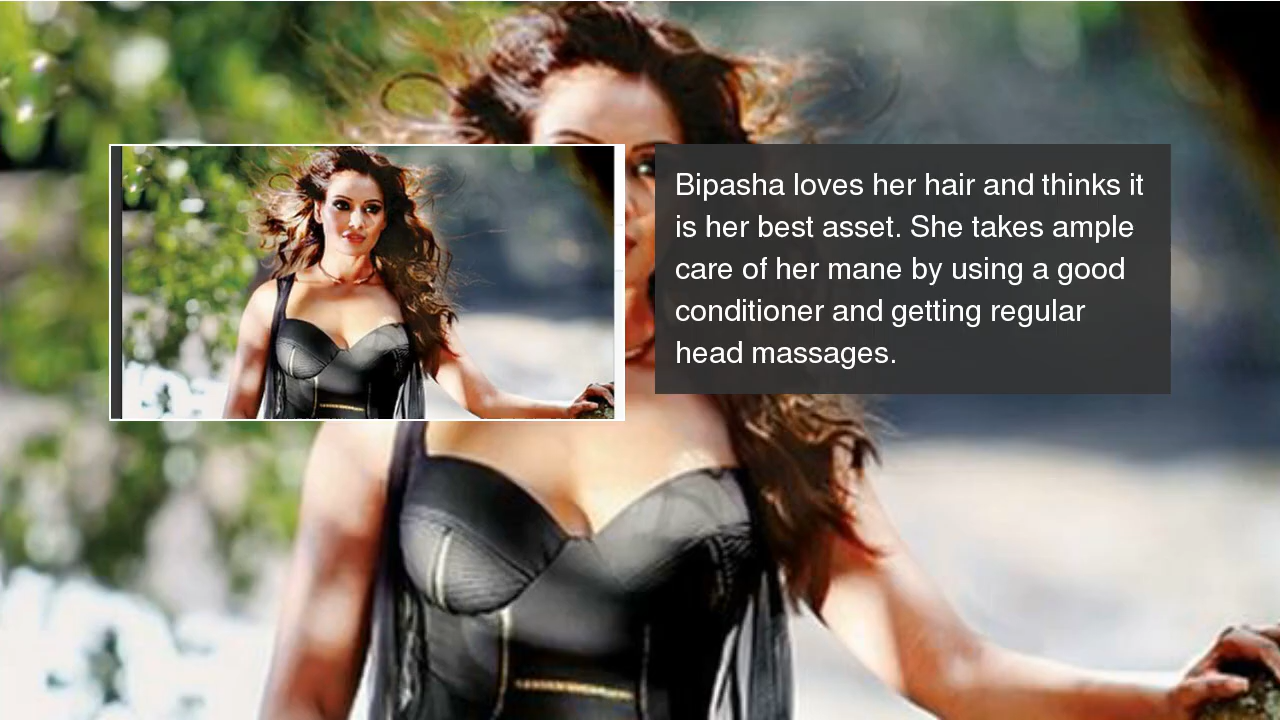 Bipasha loves her hair and thinks it
is her best asset. She takes ample
care of her mane by using a good
conditioner and getting regular
head massages.